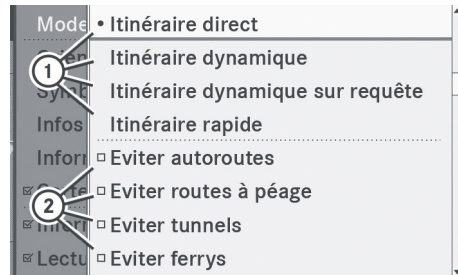 Mode
• Itinéraire direct
Itinéraire dynamique
1
Itinéraire dynamique sur requête
Infos
Itinéraire rapide
Eviter autoroutes
Eviter routes à péage
2
Eviter tunnels
Eviter ferrys